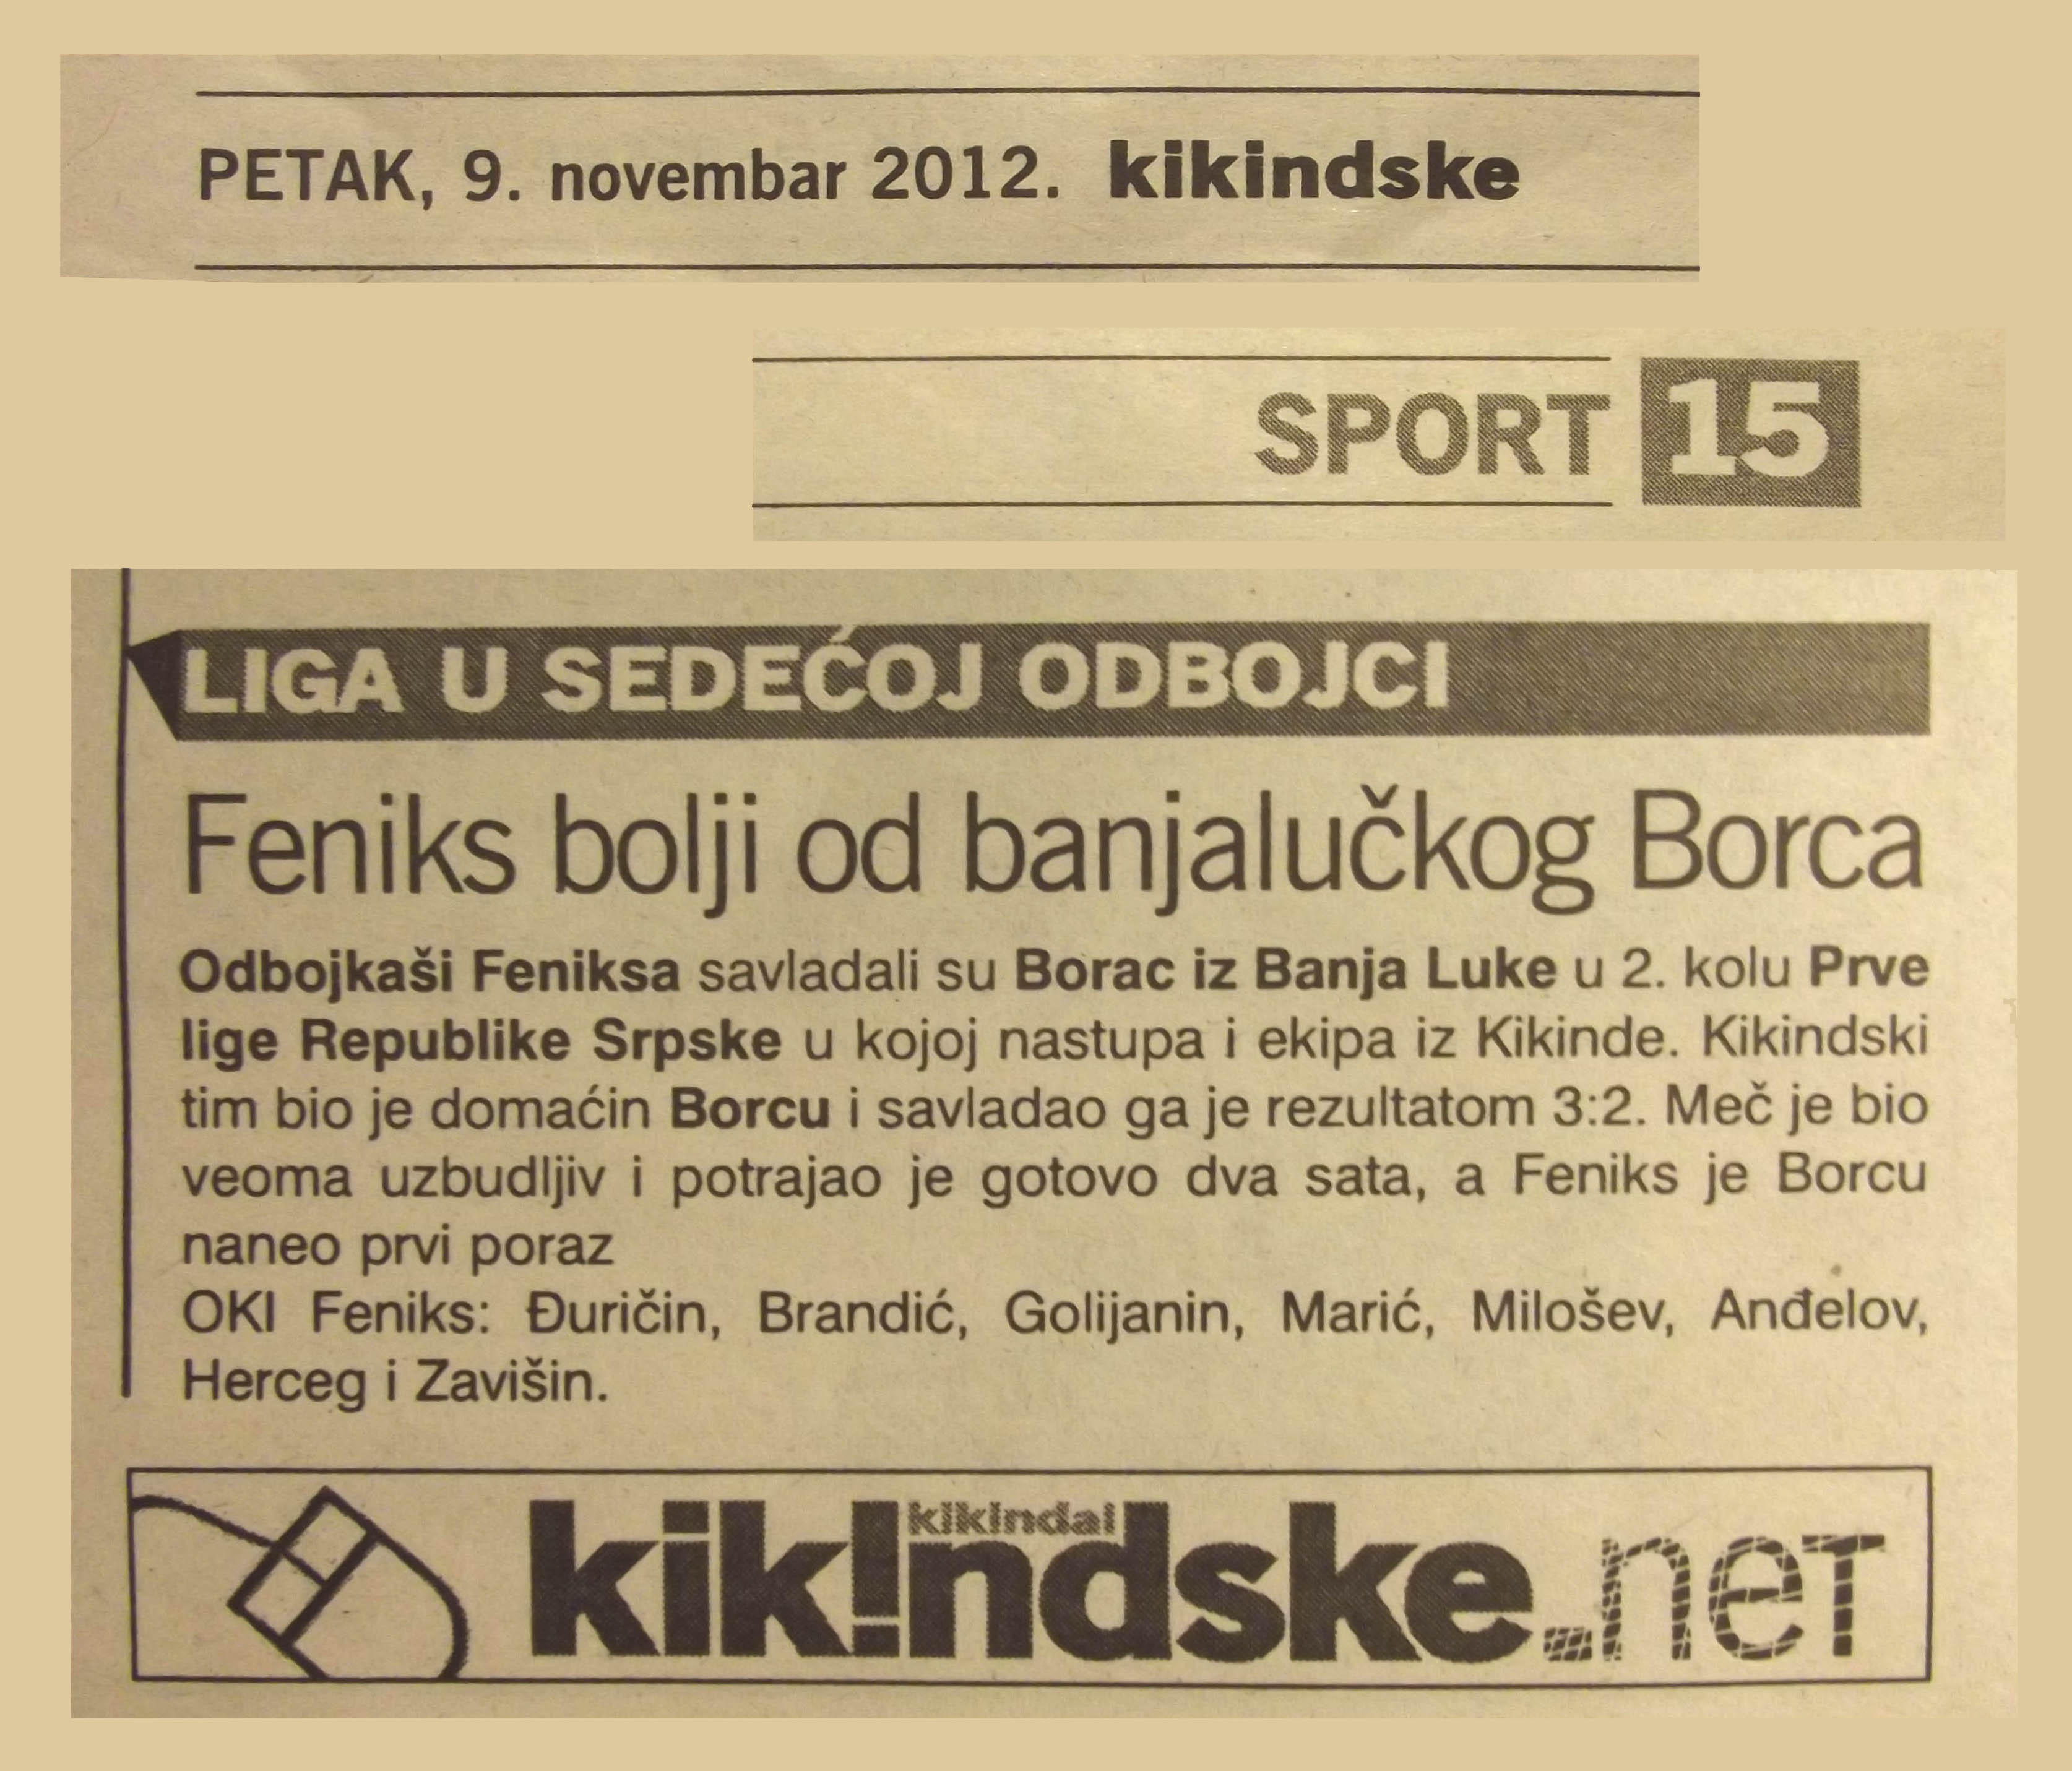 PETAK, 9. novembar 2012. kikindske
SPORT 15
LIGA U SEDEĆOJ ODBOJCI
Feniks bolji od banjalučkog Borca
Odbojkaši Feniksa savladali su Borac iz Banja Luke u 2. kolu Prve
lige Republike Srpske u kojoj nastupa i ekipa iz Kikinde. Kikindski
tim bio je domaćin Borcu i savladao ga je rezultatom 3:2. Meč je bio
veoma uzbudljiv i potrajao je gotovo dva sata, a Feniks je Borcu
naneo prvi poraz
OKI Feniks: Đuričin, Brandić, Golijanin, Marić, Milošev, Anđelov,
Herceg i Zavišin.
kikindai
kik!ndske.net